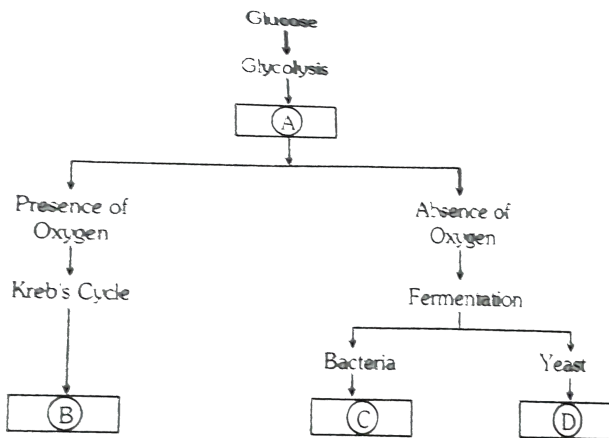 Glucose
Glycolysis
A
Presence of
Oxygen
Absence of
Oxygen
Kreb's Cycle
Fermentation
Bacteria
Yeast
B
C
D